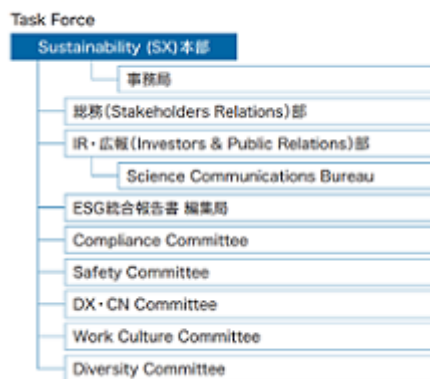 Task Force
Sustainability (SX)本部
事務局
総務(Stakeholders Relations)部
IR・広報(Investors & Public Relations)部
Science Communications Bureau
ESG統合報告書 編集局
Compliance Committee
Safety Committee
DX・CN Committee
Work Culture Committee
Diversity Committee